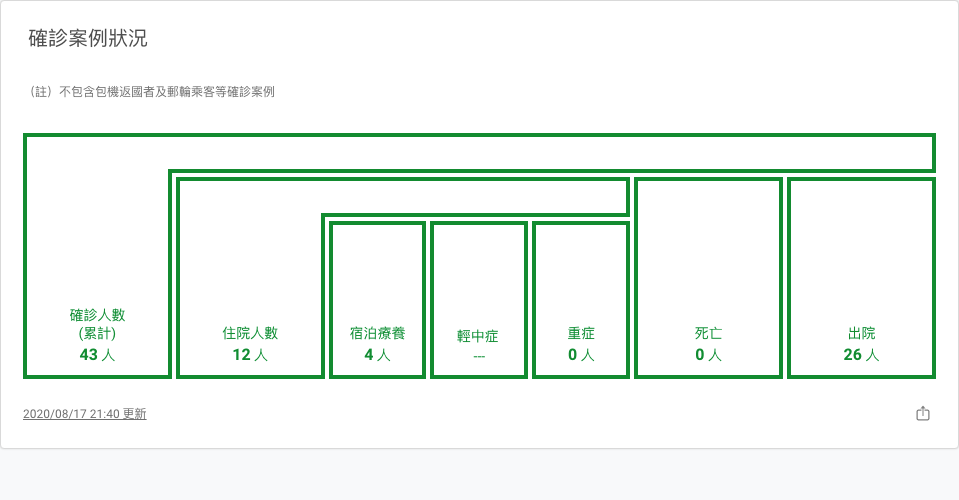 確診案例狀況
（註）不包含包機返國者及郵輪乘客等確診案例
確診人數
(累計)
43 人
住院人數
12 人
宿泊療養
4 人
輕中症
---
重症
0 人
死亡
0 人
出院
26 人
2020/08/17 21:40 更新